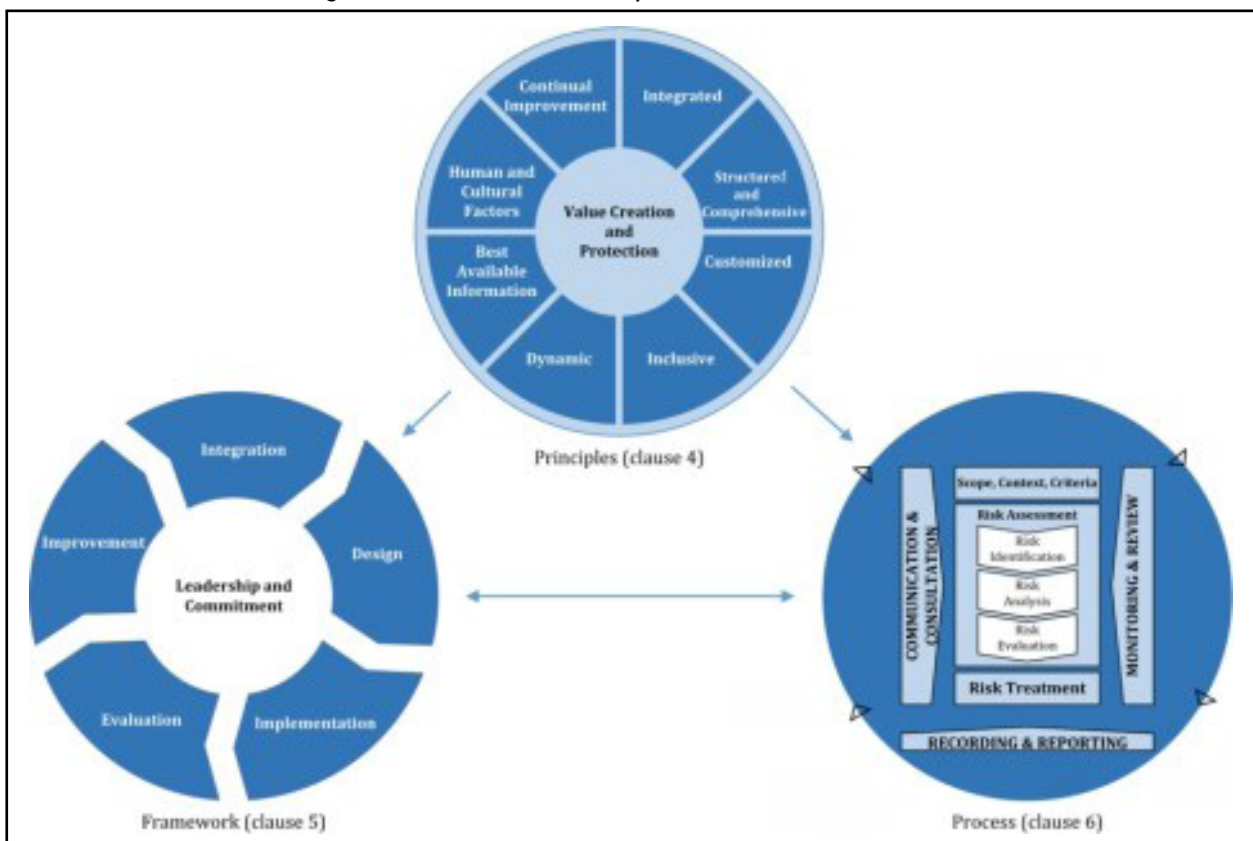 Continual
Improvement
Integrated
Human and
Cultural
Factors
Structured
and
Comprehensive
Value Creation
and
Protection
Best
Available
Information
Customized
Dynamic
Inclusive
Principles (clause 4)
Integration
Improvement
Design
Leadership and
Commitment
Evaluation
Implementation
Framework (clause 5)
Scope, Context, Criteria
Risk Assessment
Risk
Identification
Risk
Analysis
Risk
Evaluation
Risk Treatment
COMMUNICATION &
CONSULTATION
MONITORING & REVIEW
RECORDING & REPORTING
Process (clause 6)